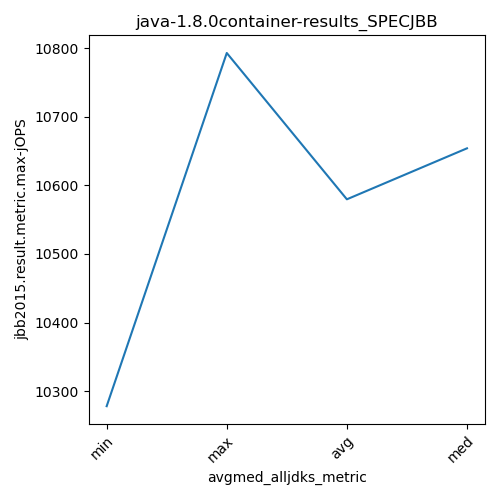 java-1.8.0container-results_SPECJBB
jbb2015.result.metric.max-jOPS
10800
10700
10600
10500
10400
10300
min
max
avg
med
avgmed_alljdks_metric